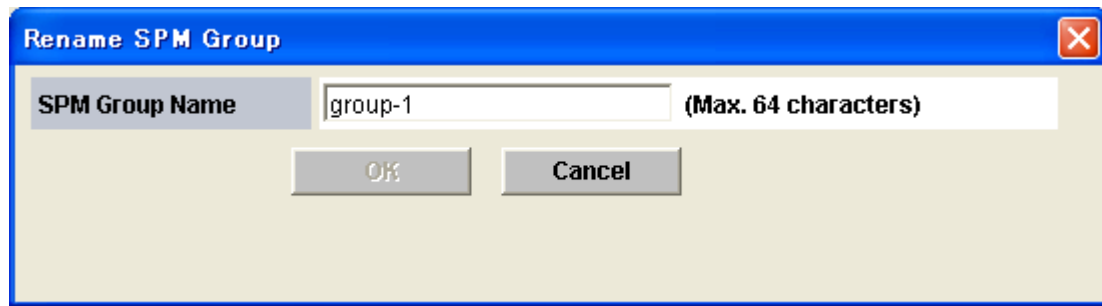 Rename SPM Group
SPM Group Name group-1 (Max. 64 characters)
OK Cancel